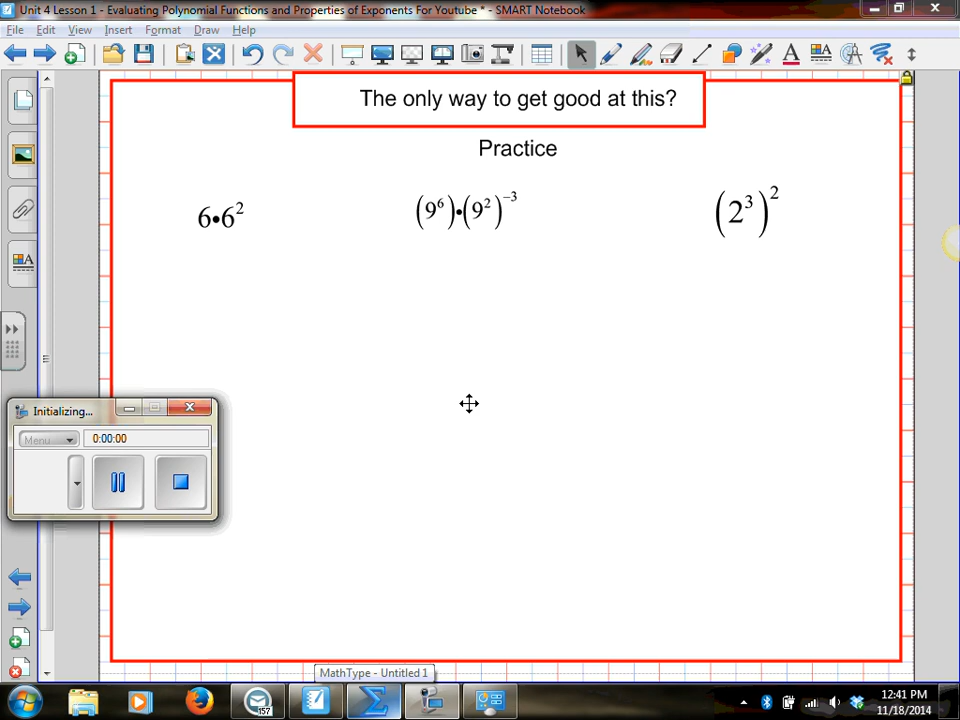 Unit 4 Lesson 1 - Evaluating Polynomial Functions and Properties of Exponents For Youtube * - SMART Notebook
File Edit View Insert Format Draw Help
The only way to get good at this?
Practice
6•6² (9⁶)•(9²)⁻³ (2³)²
Initializing...
Menu 0:00:00
MathType - Untitled 1
157
12:41 PM
11/18/2014